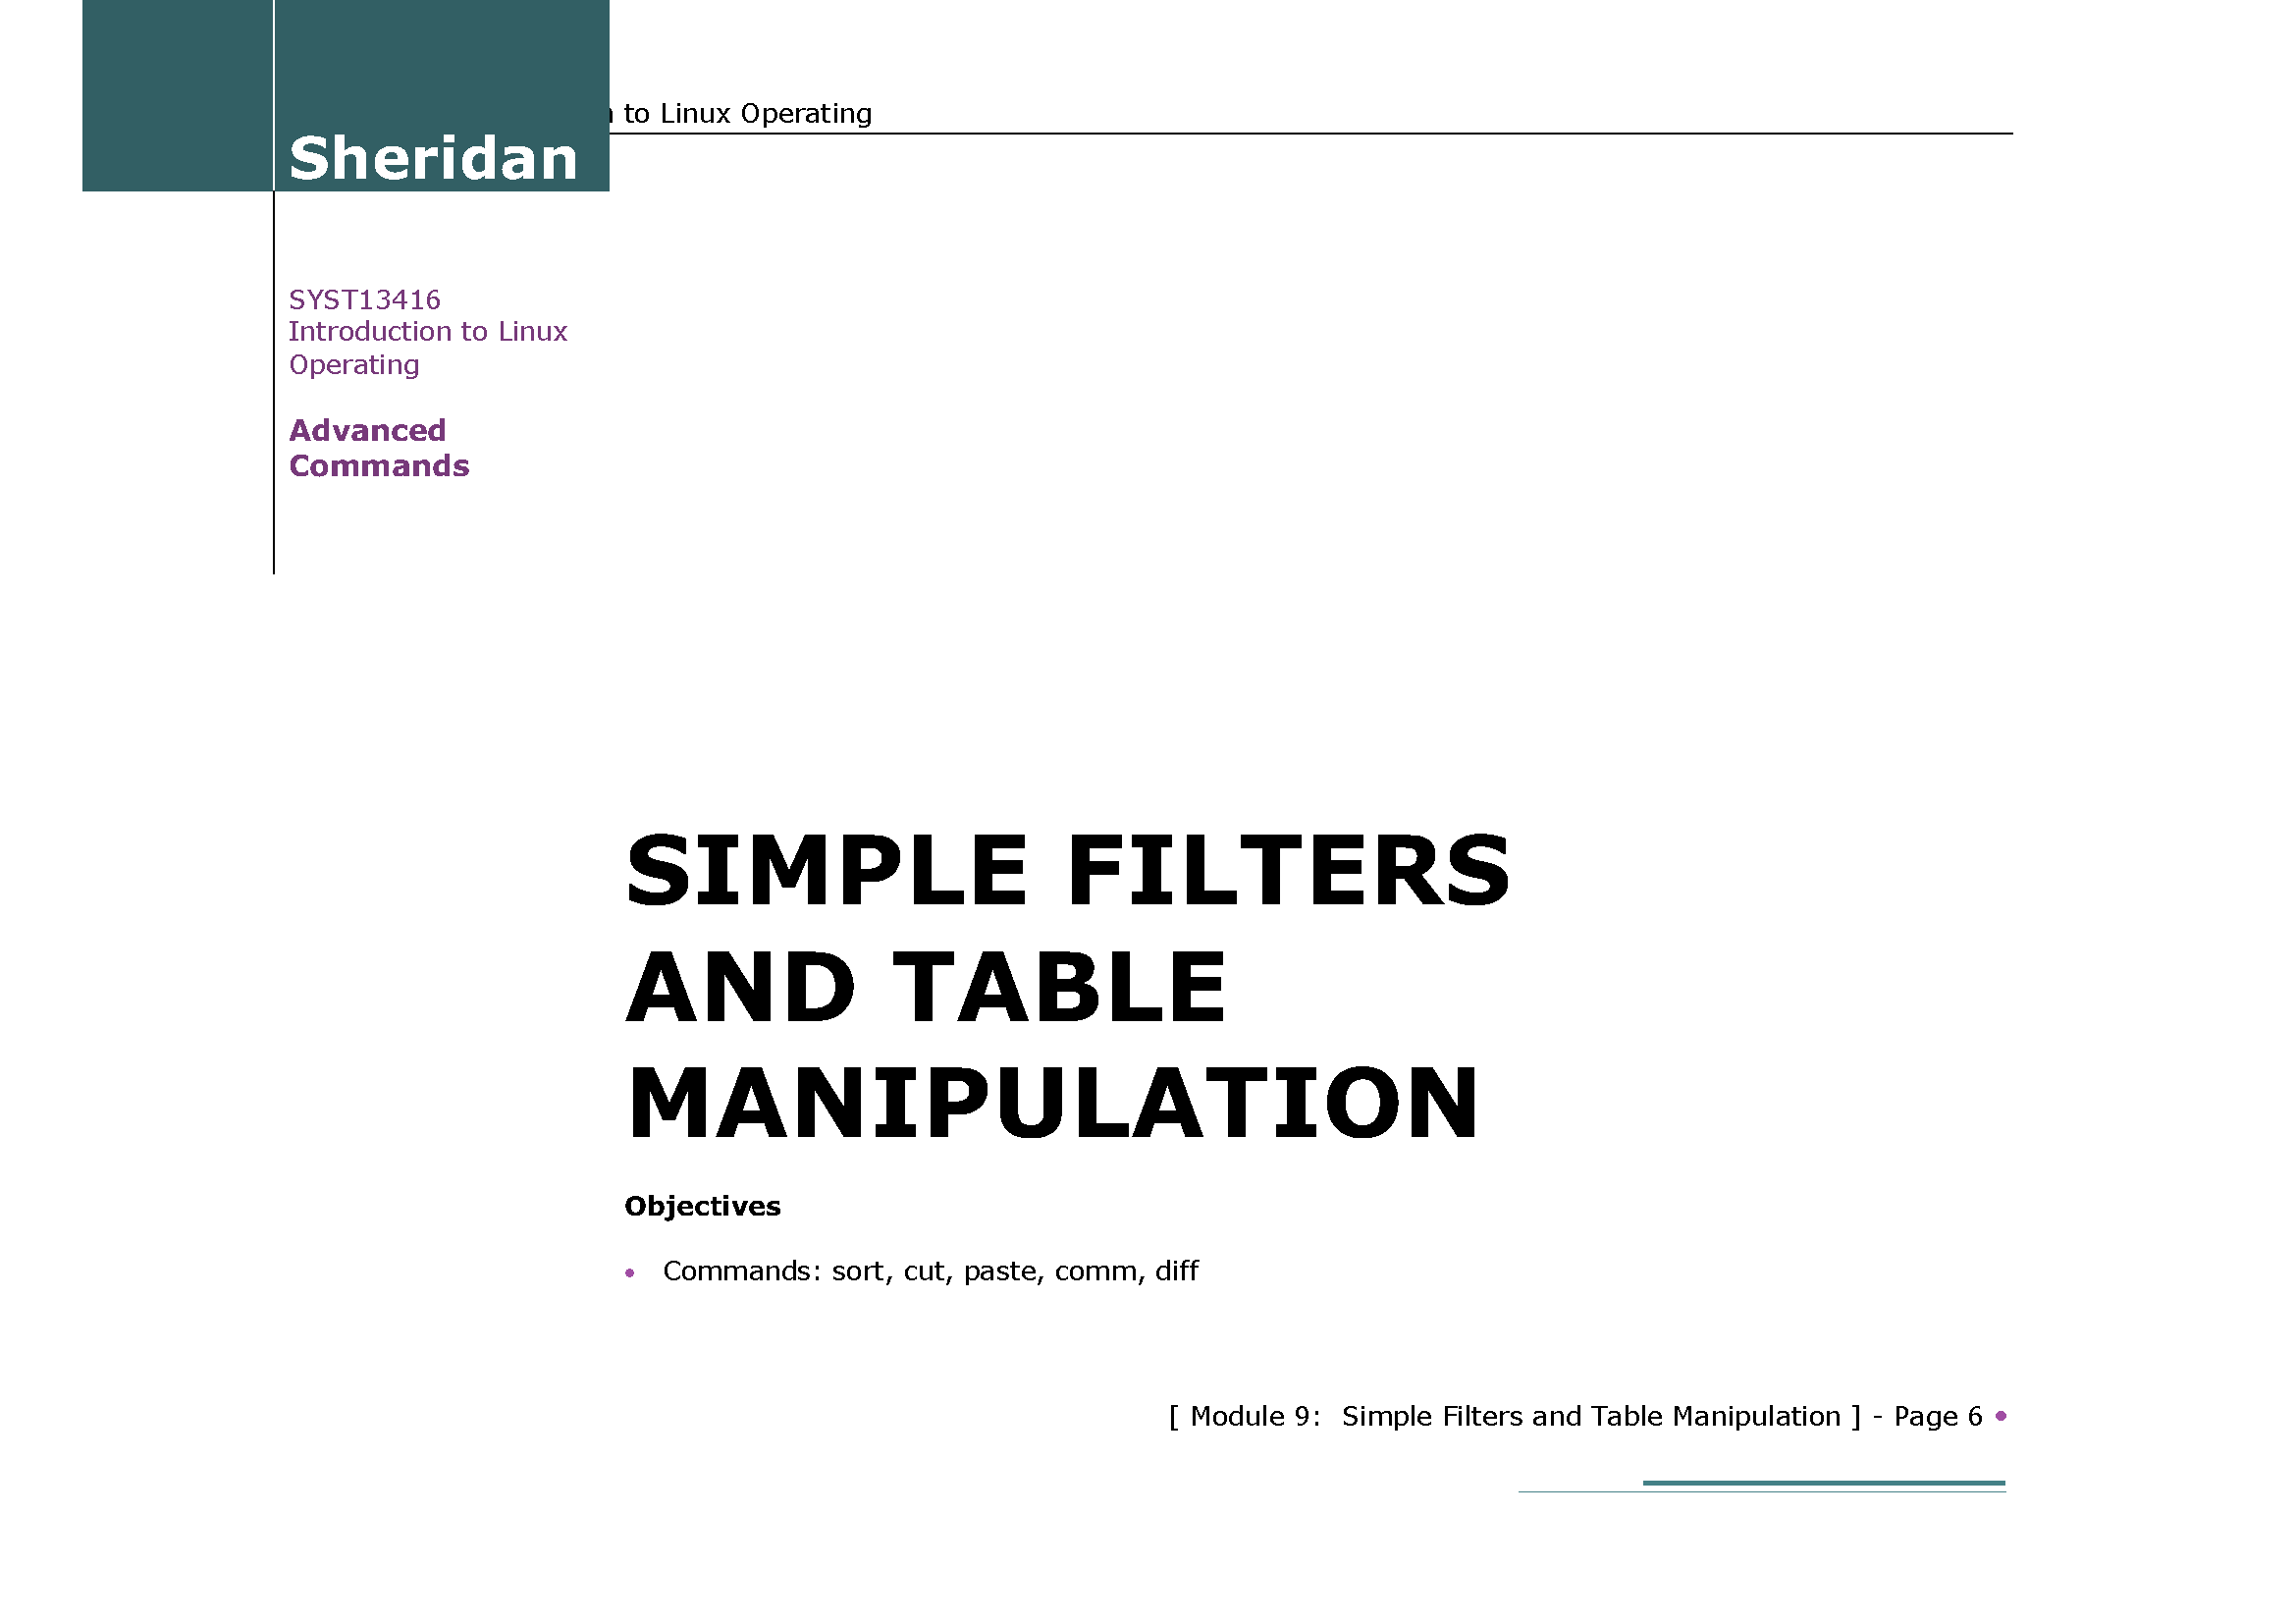 to Linux Operating
Sheridan
SYST13416
Introduction to Linux
Operating
Advanced
Commands
SIMPLE FILTERS
AND TABLE
MANIPULATION
Objectives
• Commands: sort, cut, paste, comm, diff
[ Module 9:  Simple Filters and Table Manipulation ] - Page 6 •